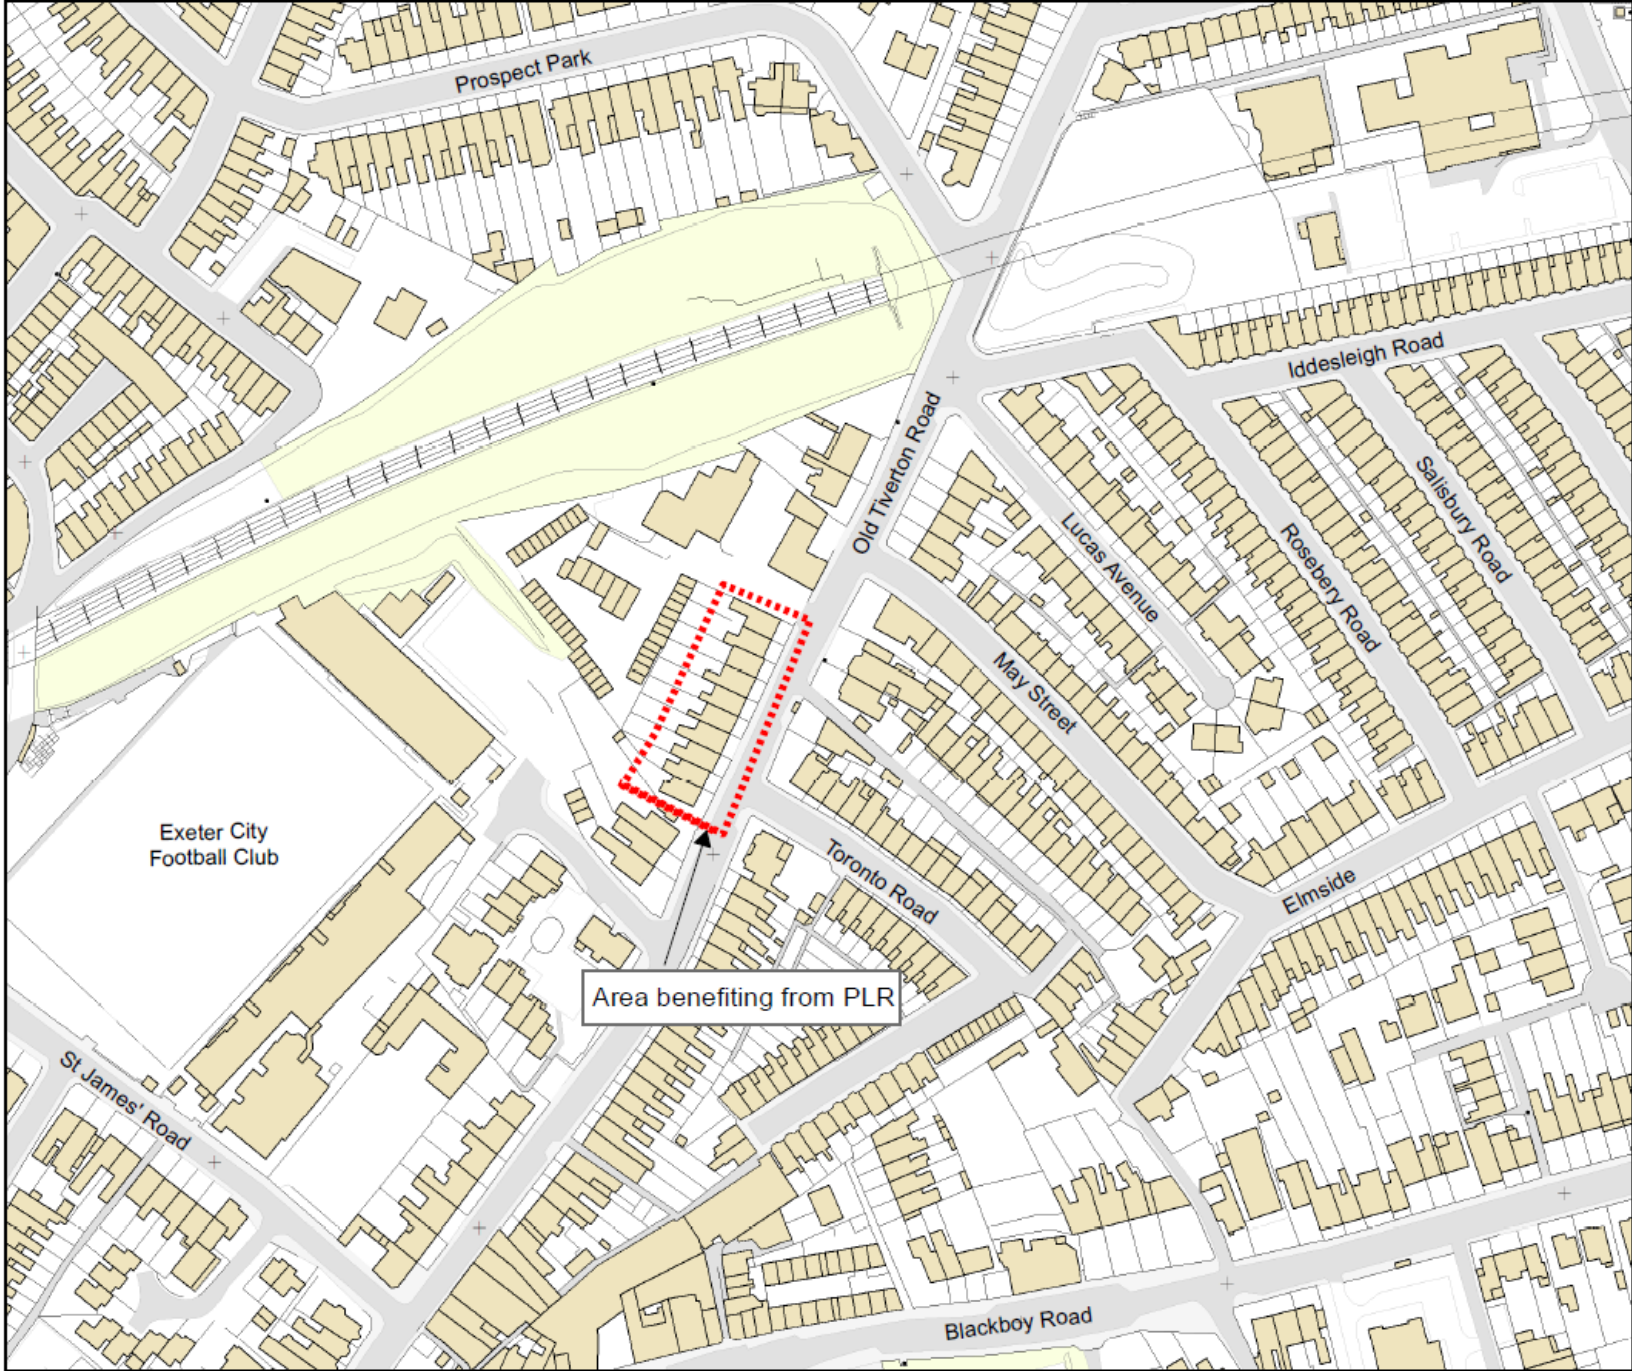 Prospect Park
Iddesleigh Road
Old Tiverton Road
Salisbury Road
Lucas Avenue
Rosebery Road
May Street
Exeter City
Football Club
Toronto Road
Elmside
Area benefiting from PLR
St James' Road
Blackboy Road